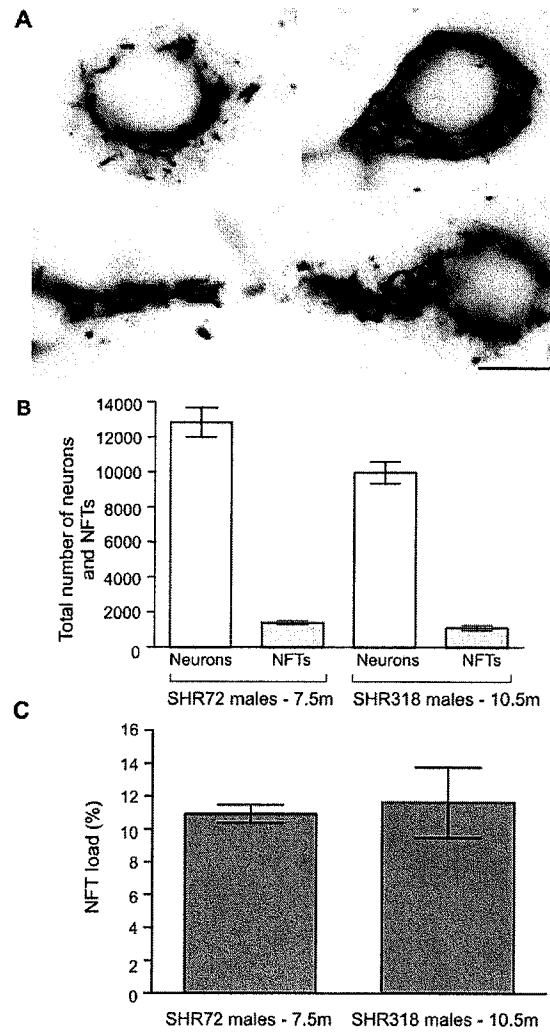 A
B
Total number of neurons
and NFTs
14000
12000
10000
8000
6000
4000
2000
0
Neurons NFTs Neurons NFTs
SHR72 males - 7.5m SHR318 males - 10.5m
C
NFT load (%)
16
14
12
10
8
6
4
2
0
SHR72 males - 7.5m SHR318 males - 10.5m